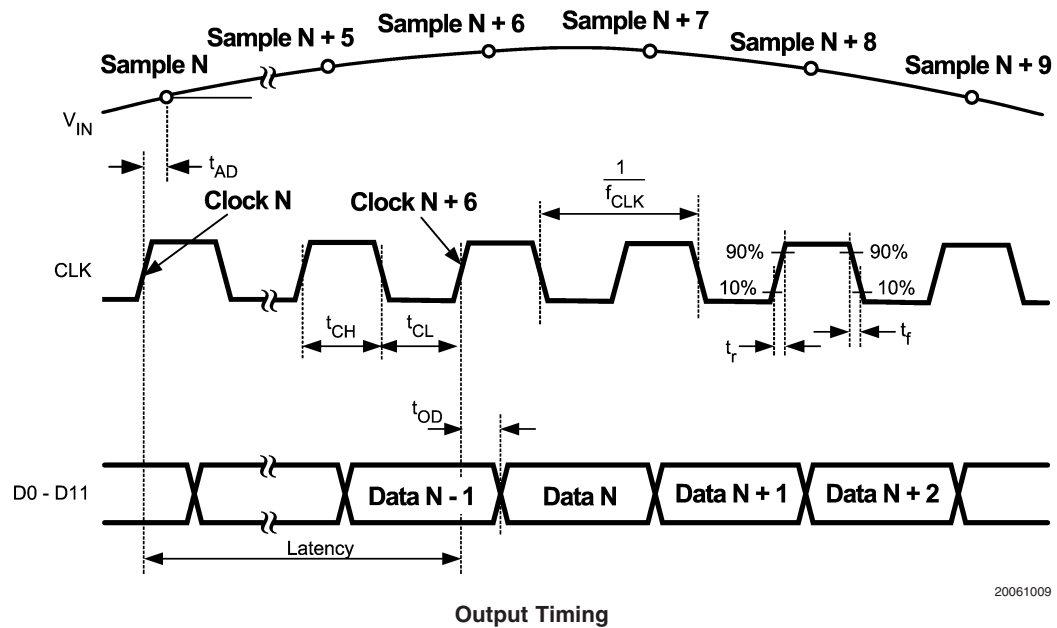 Sample N
Sample N + 5
Sample N + 6
Sample N + 7
Sample N + 8
Sample N + 9
VIN
tAD
Clock N
Clock N + 6
1
fCLK
CLK
90%
90%
10%
10%
tCH
tCL
tr
tf
tOD
D0 - D11
Data N - 1
Data N
Data N + 1
Data N + 2
Latency
20061009
Output Timing